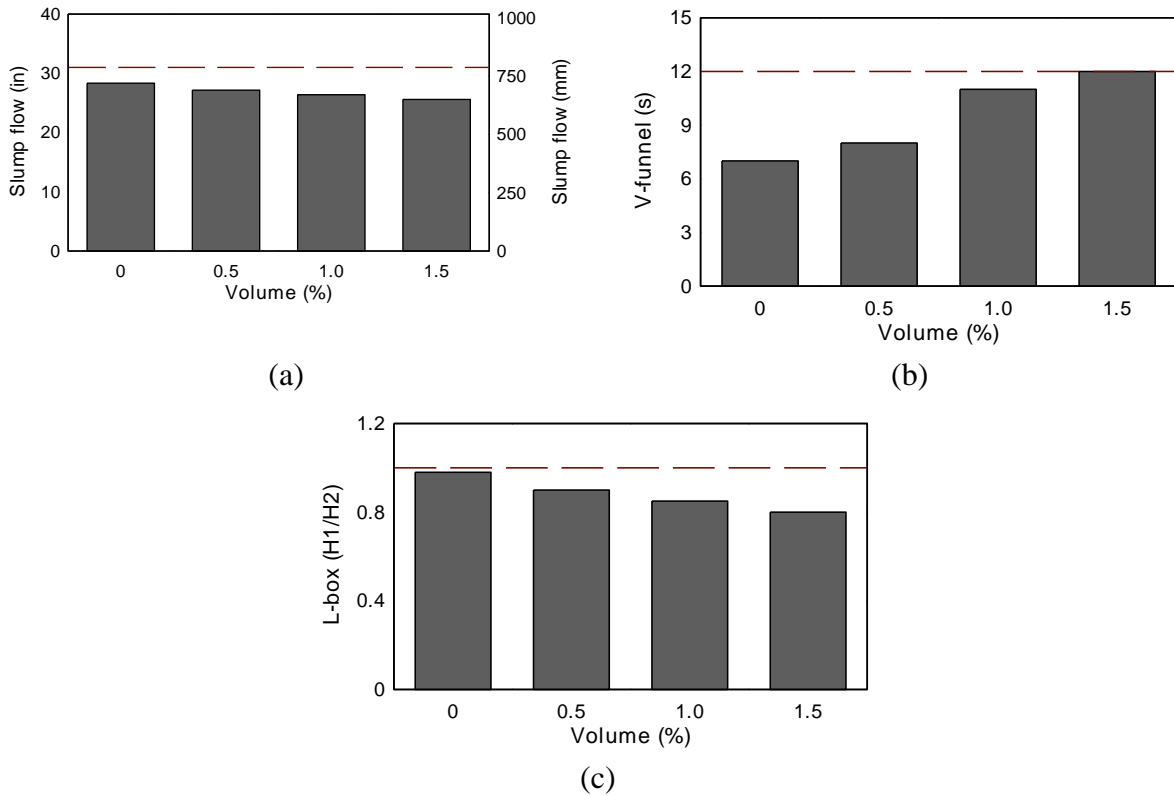 40
30
20
10
0
Slump flow (in)
1000
750
500
250
0
Slump flow (mm)
0 0.5 1.0 1.5
Volume (%)
(a)
15
12
9
6
3
0
V-funnel (s)
0 0.5 1.0 1.5
Volume (%)
(b)
1.2
0.8
0.4
0
L-box (H1/H2)
0 0.5 1.0 1.5
Volume (%)
(c)